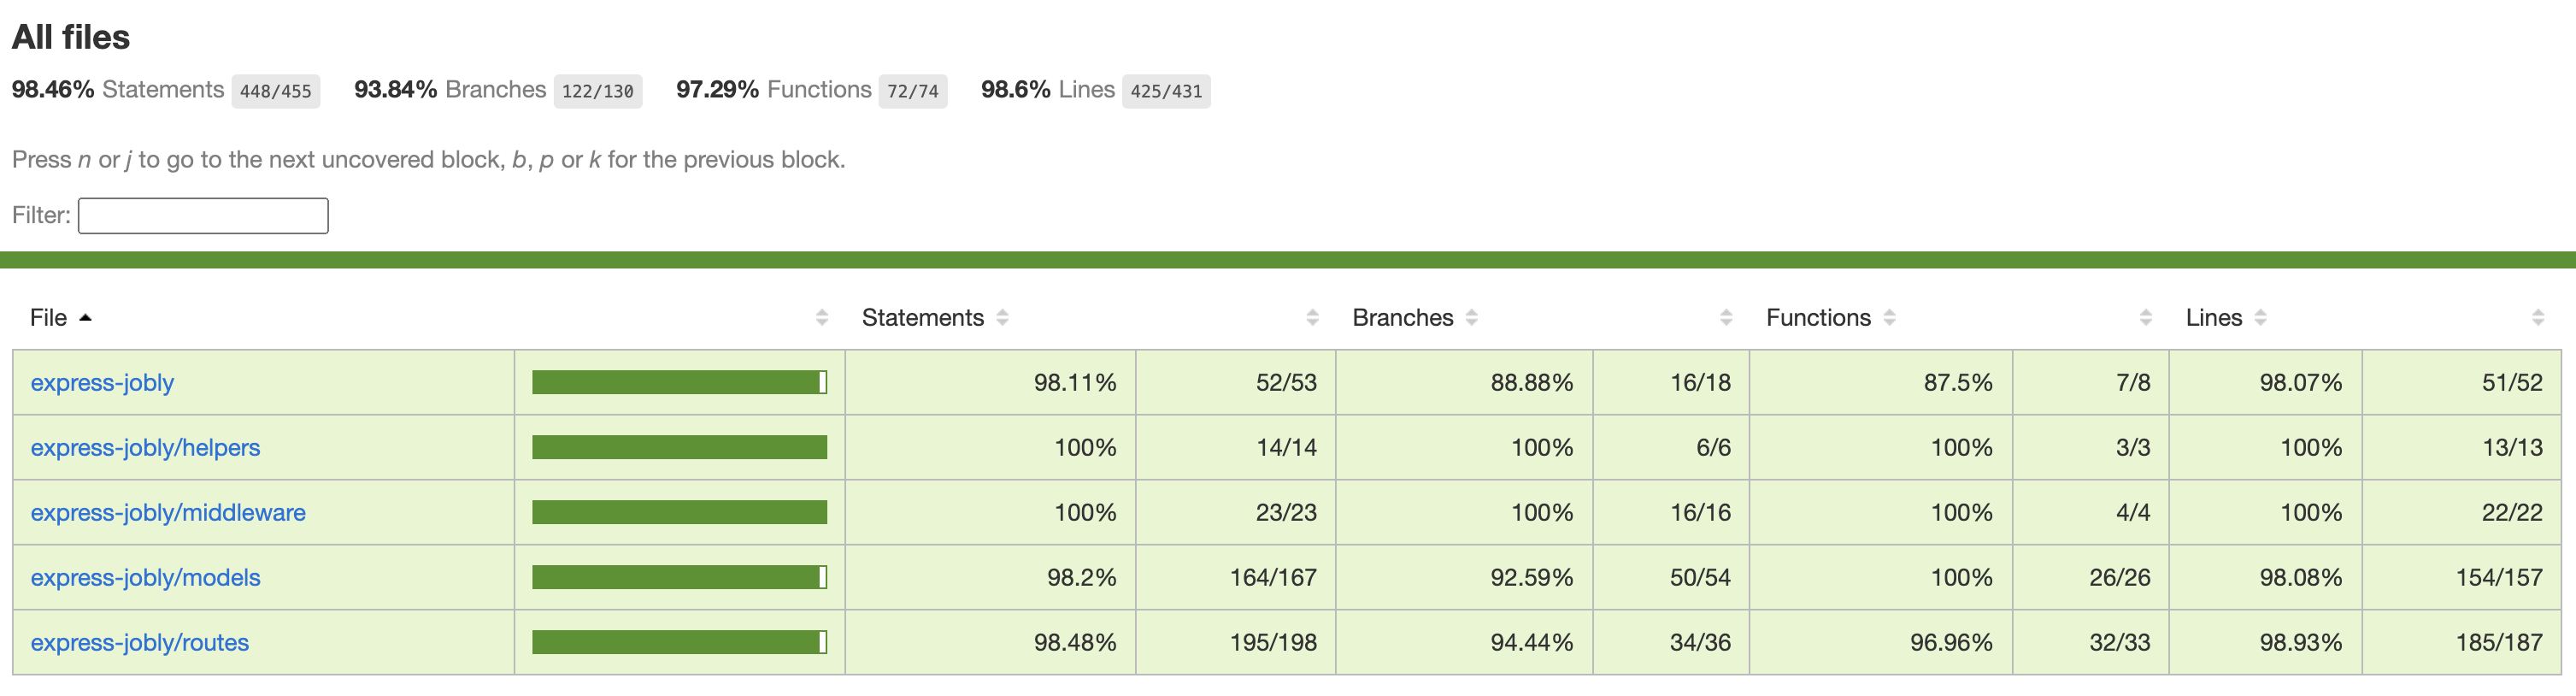 All files
98.46% Statements 448/455 93.84% Branches 122/130 97.29% Functions 72/74 98.6% Lines 425/431
Press n or j to go to the next uncovered block, b, p or k for the previous block.
Filter:
File Statements Branches Functions Lines
express-jobly 98.11% 52/53 88.88% 16/18 87.5% 7/8 98.07% 51/52
express-jobly/helpers 100% 14/14 100% 6/6 100% 3/3 100% 13/13
express-jobly/middleware 100% 23/23 100% 16/16 100% 4/4 100% 22/22
express-jobly/models 98.2% 164/167 92.59% 50/54 100% 26/26 98.08% 154/157
express-jobly/routes 98.48% 195/198 94.44% 34/36 96.96% 32/33 98.93% 185/187